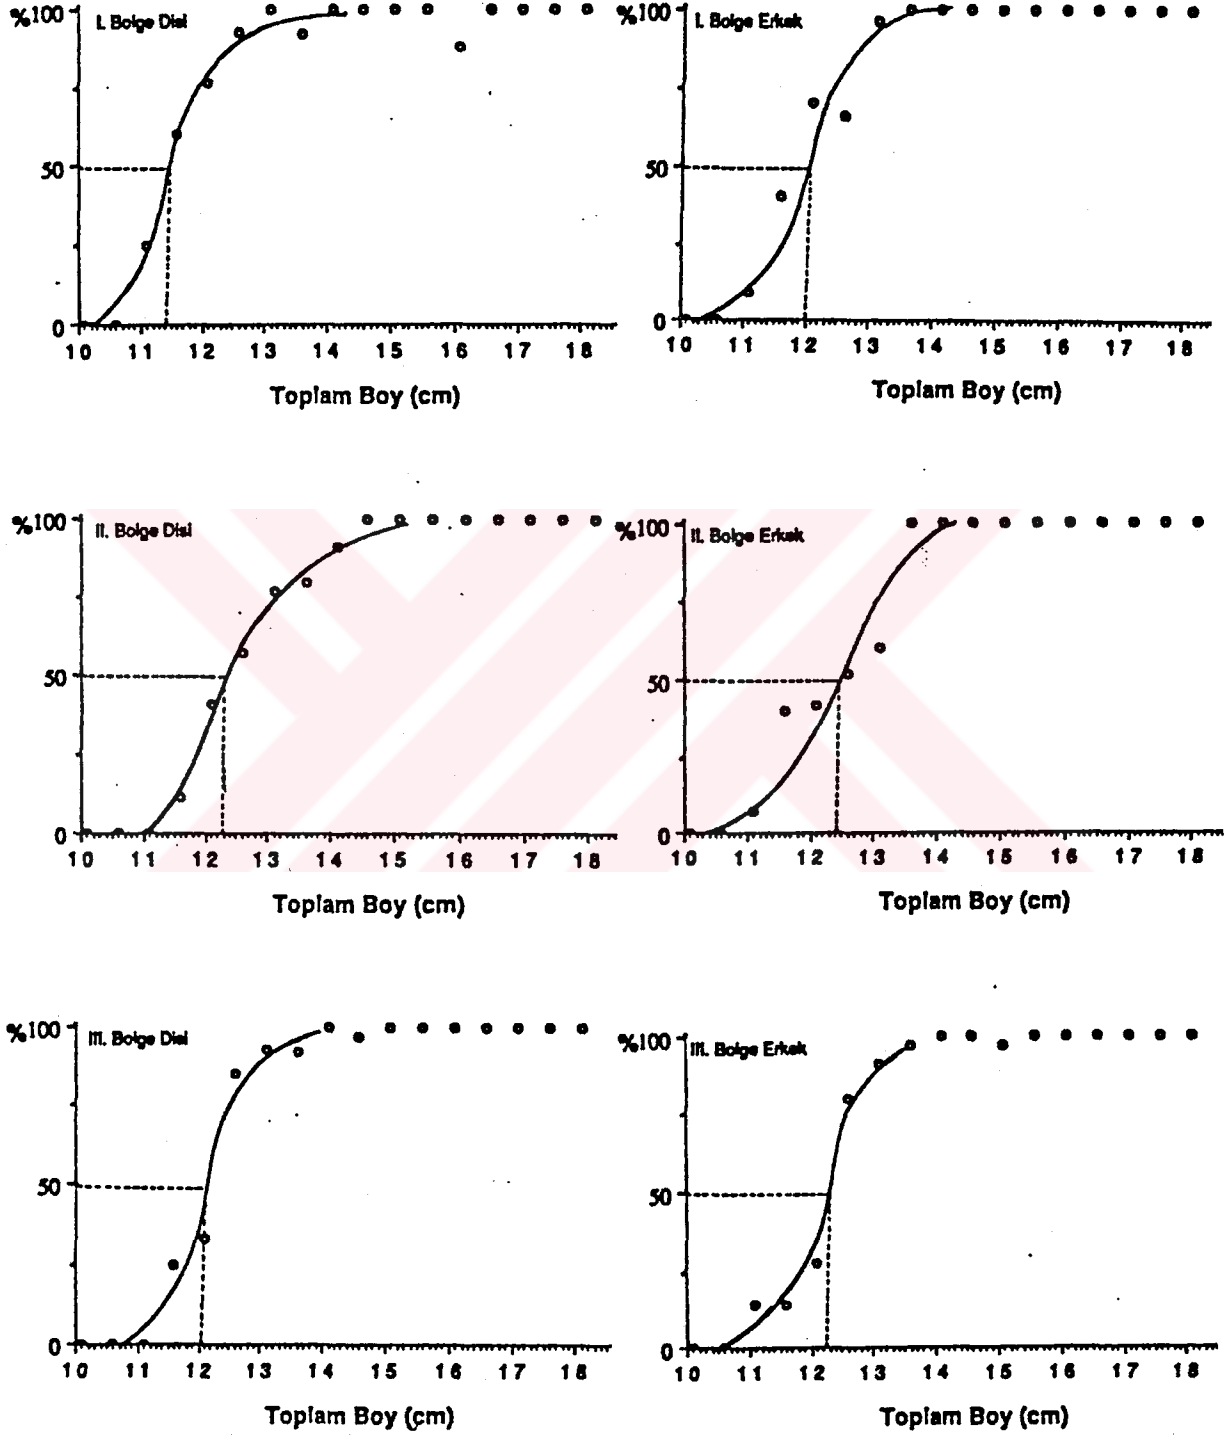 %100 I. Bolge Disi
50
0
10 11 12 13 14 15 16 17 18
Toplam Boy (cm)
%100 I. Bolge Erkek
50
0
10 11 12 13 14 15 16 17 18
Toplam Boy (cm)
%100 II. Bolge Disi
50
0
10 11 12 13 14 15 16 17 18
Toplam Boy (cm)
%100 II. Bolge Erkek
50
0
10 11 12 13 14 15 16 17 18
Toplam Boy (cm)
%100 III. Bolge Disi
50
0
10 11 12 13 14 15 16 17 18
Toplam Boy (cm)
%100 III. Bolge Erkek
50
0
10 11 12 13 14 15 16 17 18
Toplam Boy (cm)